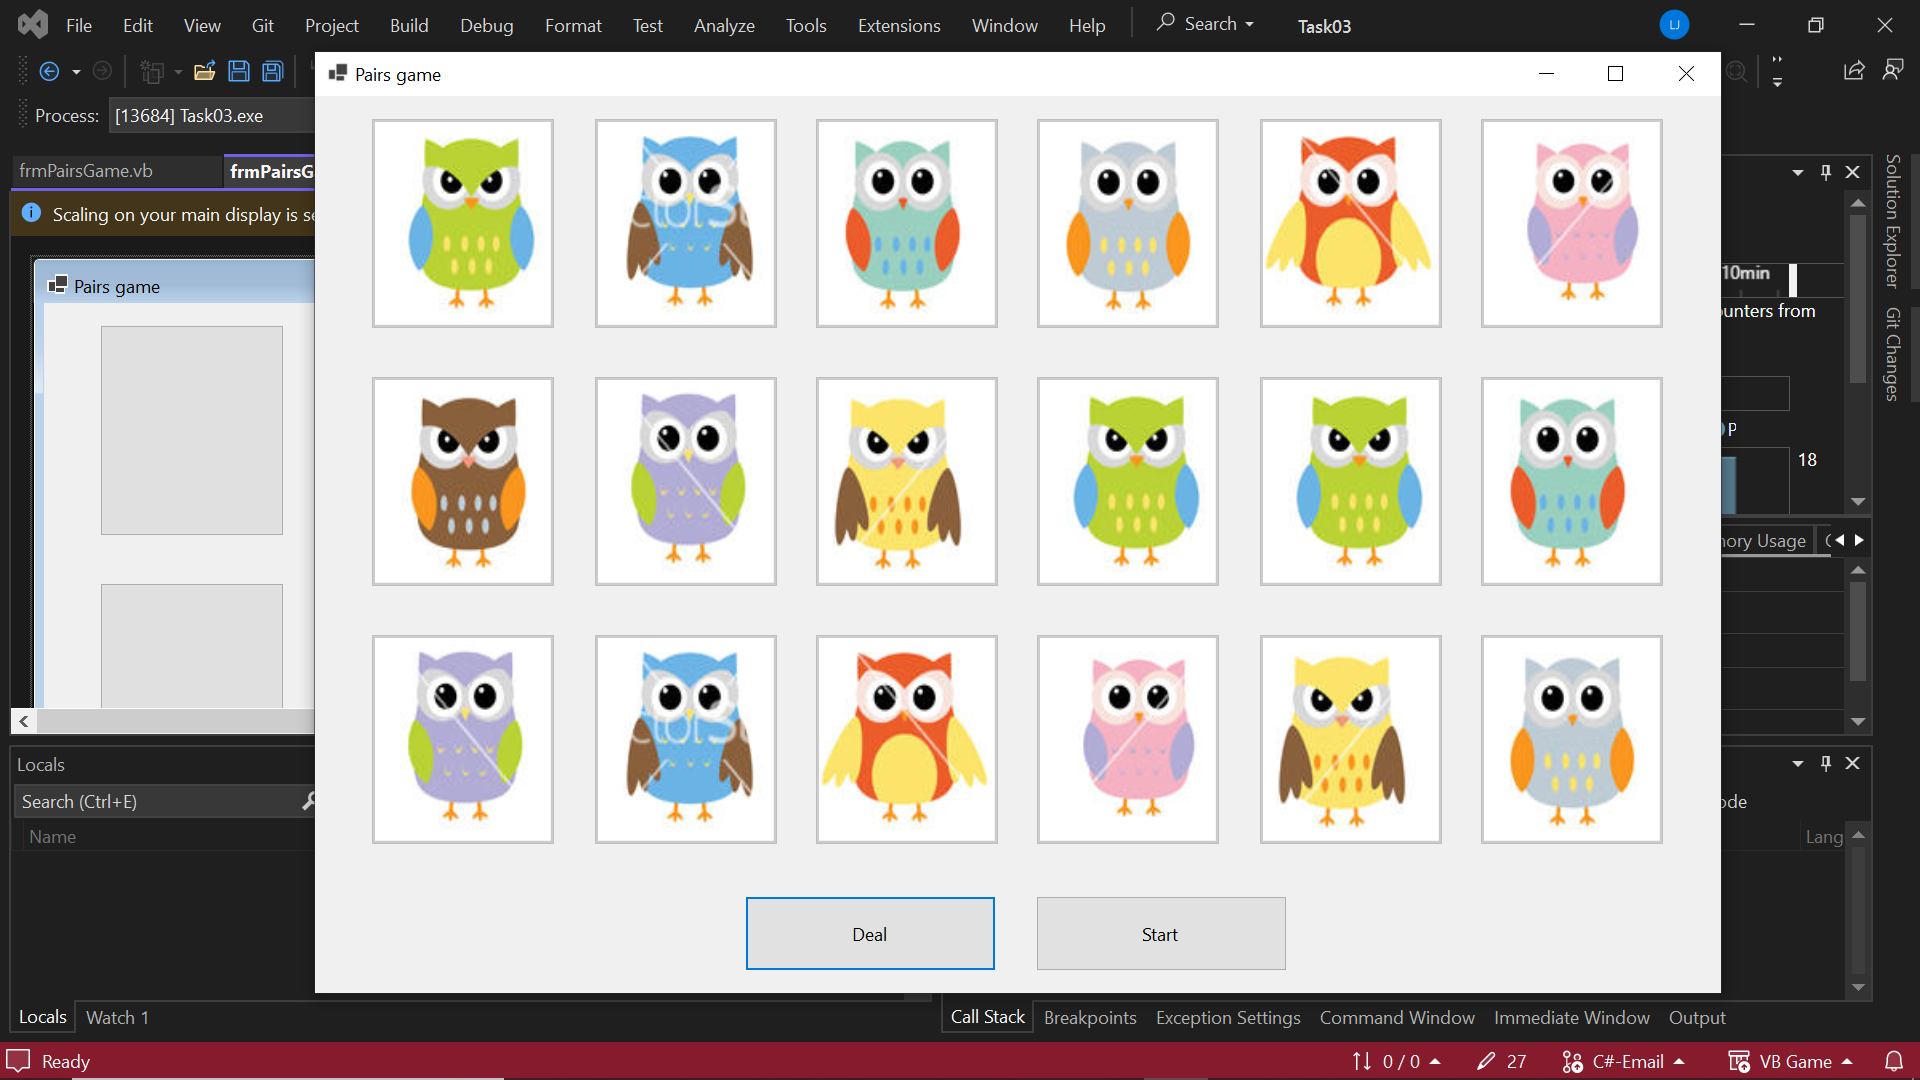 File Edit View Git Project Build Debug Format Test Analyze Tools Extensions Window Help Search Task03
Process: [13684] Task03.exe
Pairs game
frmPairsGame.vb
frmPairsG
Scaling on your main display is se
Pairs game
Solution Explorer
Git Changes
10min
unters from
P
18
ory Usage
Locals
Search (Ctrl+E)
Name
ode
Lang
Deal
Start
Locals Watch 1
Call Stack Breakpoints Exception Settings Command Window Immediate Window Output
Ready
0 / 0 27 C#-Email VB Game